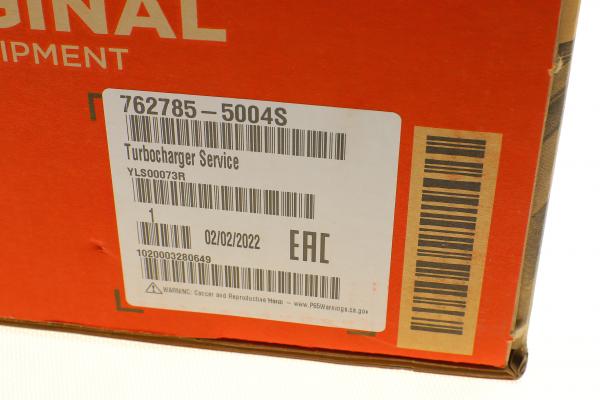 GINAL
IPMENT
762785-5004S
Turbocharger Service
YLS00073R
1
02/02/2022 EAC
1020003280649
WARNING: Cancer and Reproductive Harm - www.P65Warnings.ca.gov